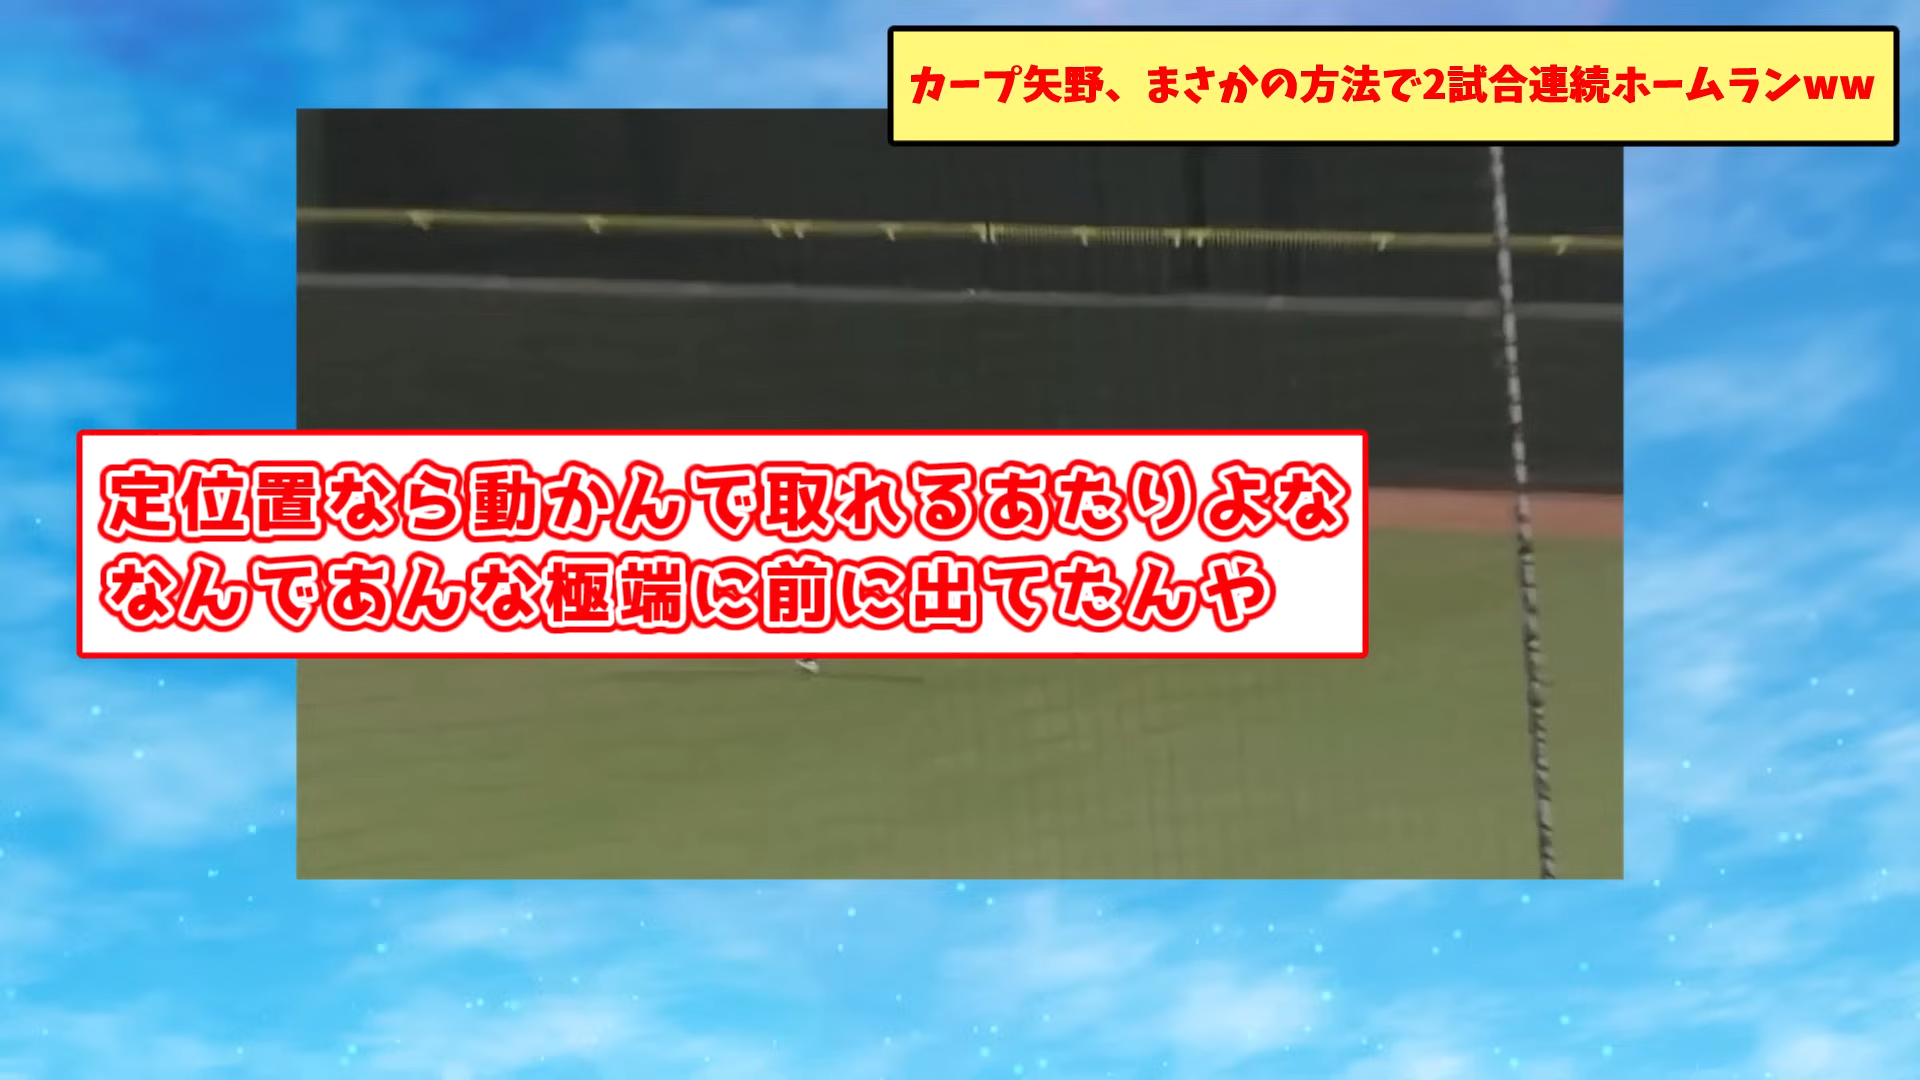 カープ矢野、まさかの方法で2試合連続ホームランww
定位置なら動かんで取れるあたりよな
なんであんな極端に前に出てたんや